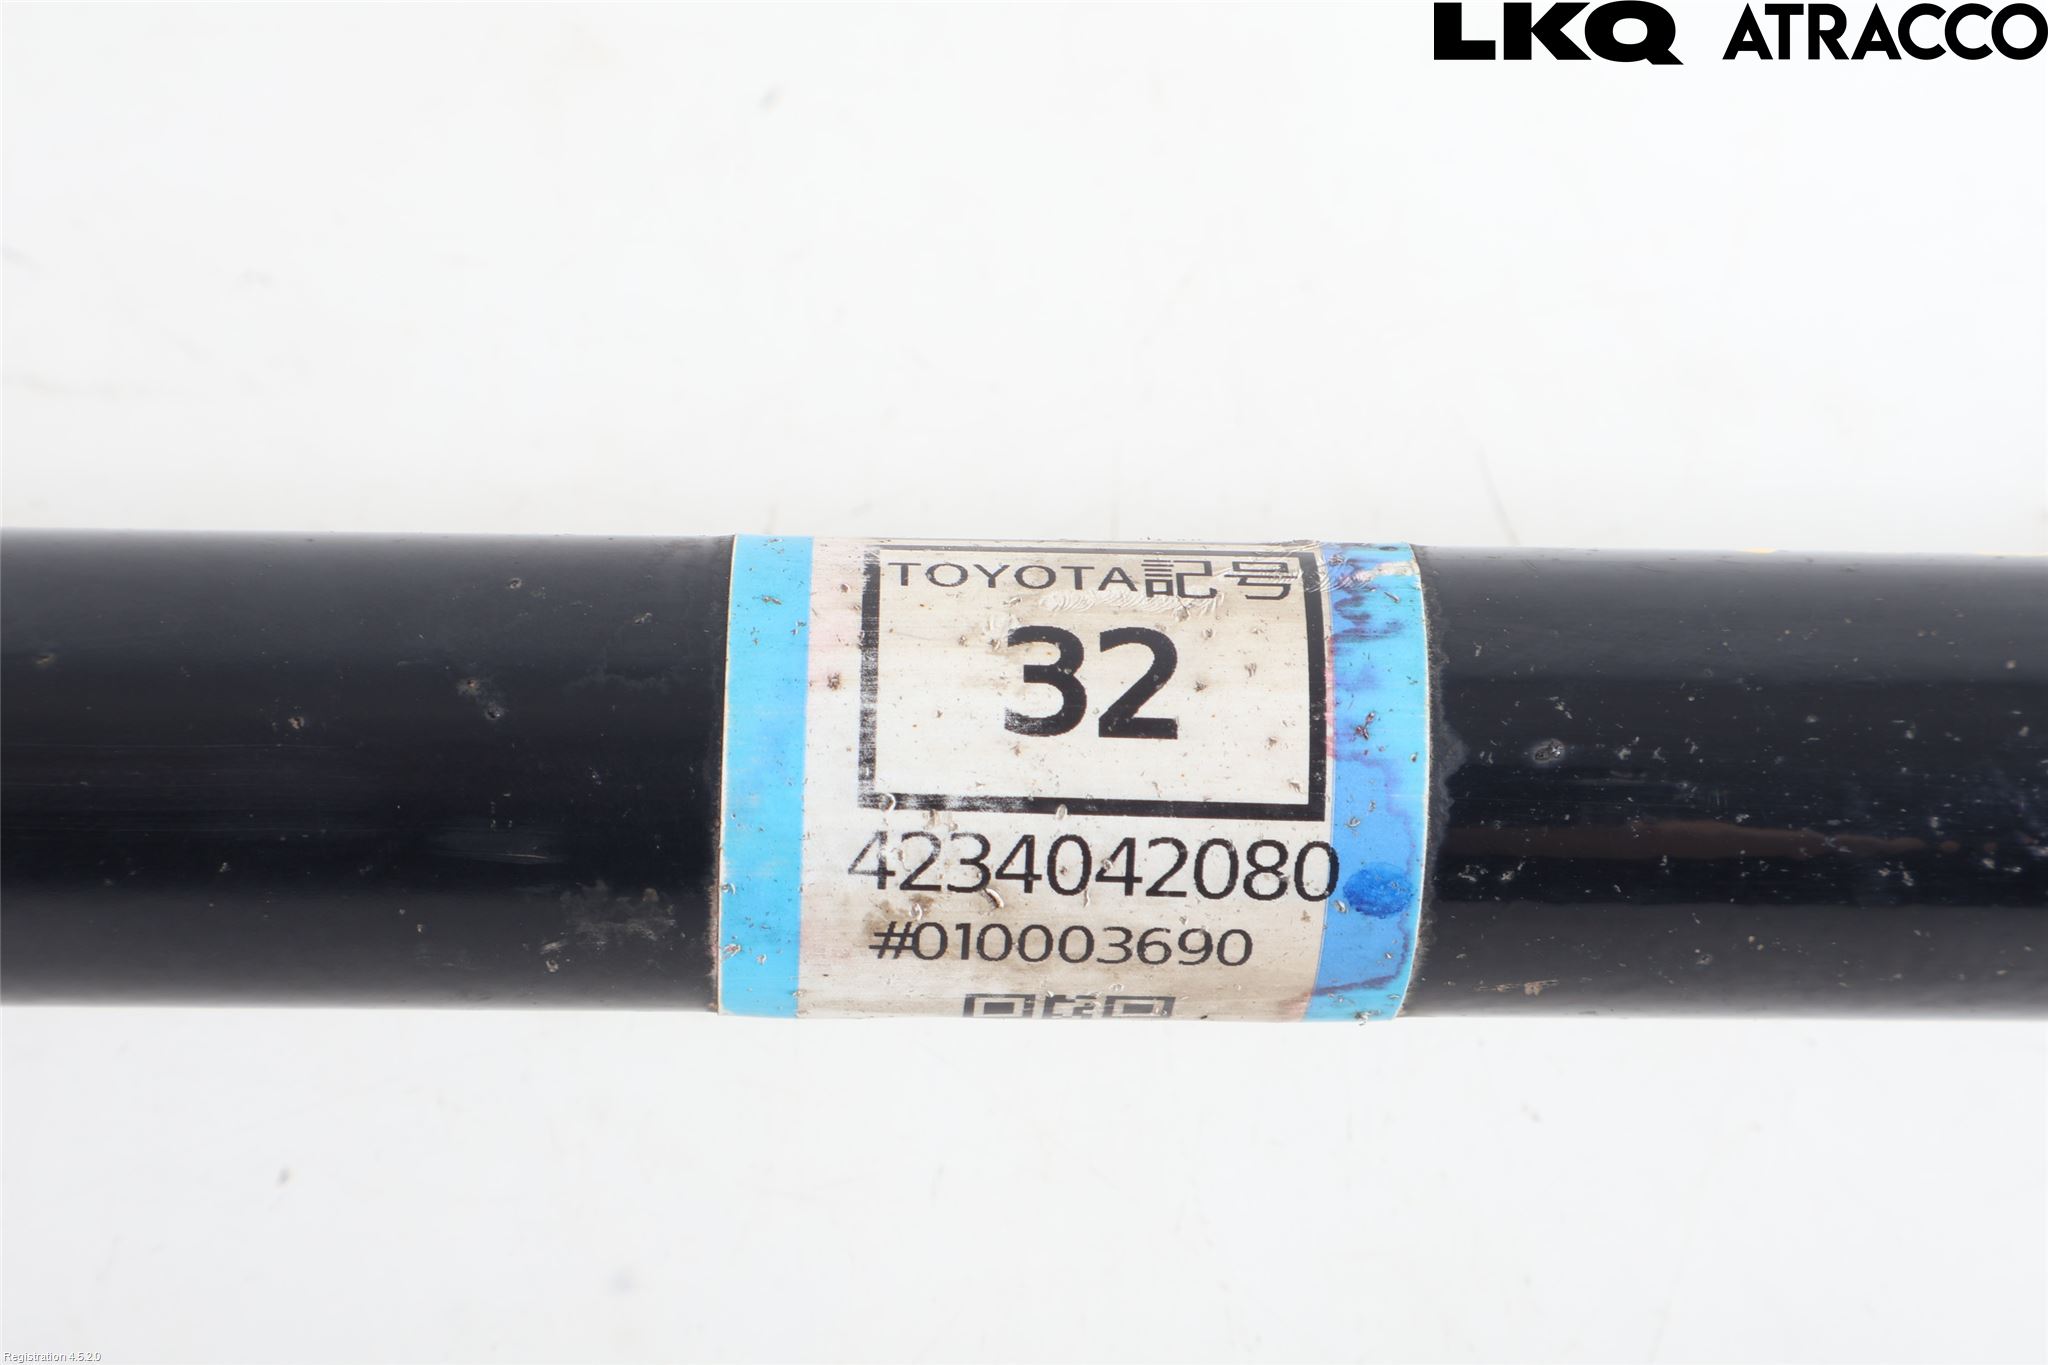 LKQ ATRACCO
TOYOTA記号
32
4234042080
#010003690
Registration 4.5.2.0